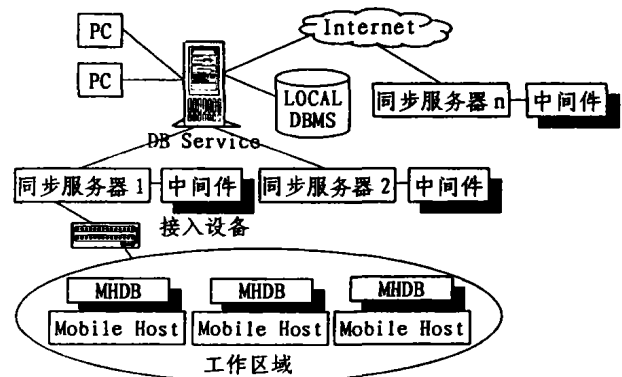 PC
Internet
PC
LOCAL
DBMS
同步服务器 n
中间件
DB Service
同步服务器 1
中间件
同步服务器 2
中间件
接入设备
MHDB
MHDB
MHDB
Mobile Host
Mobile Host
Mobile Host
工作区域